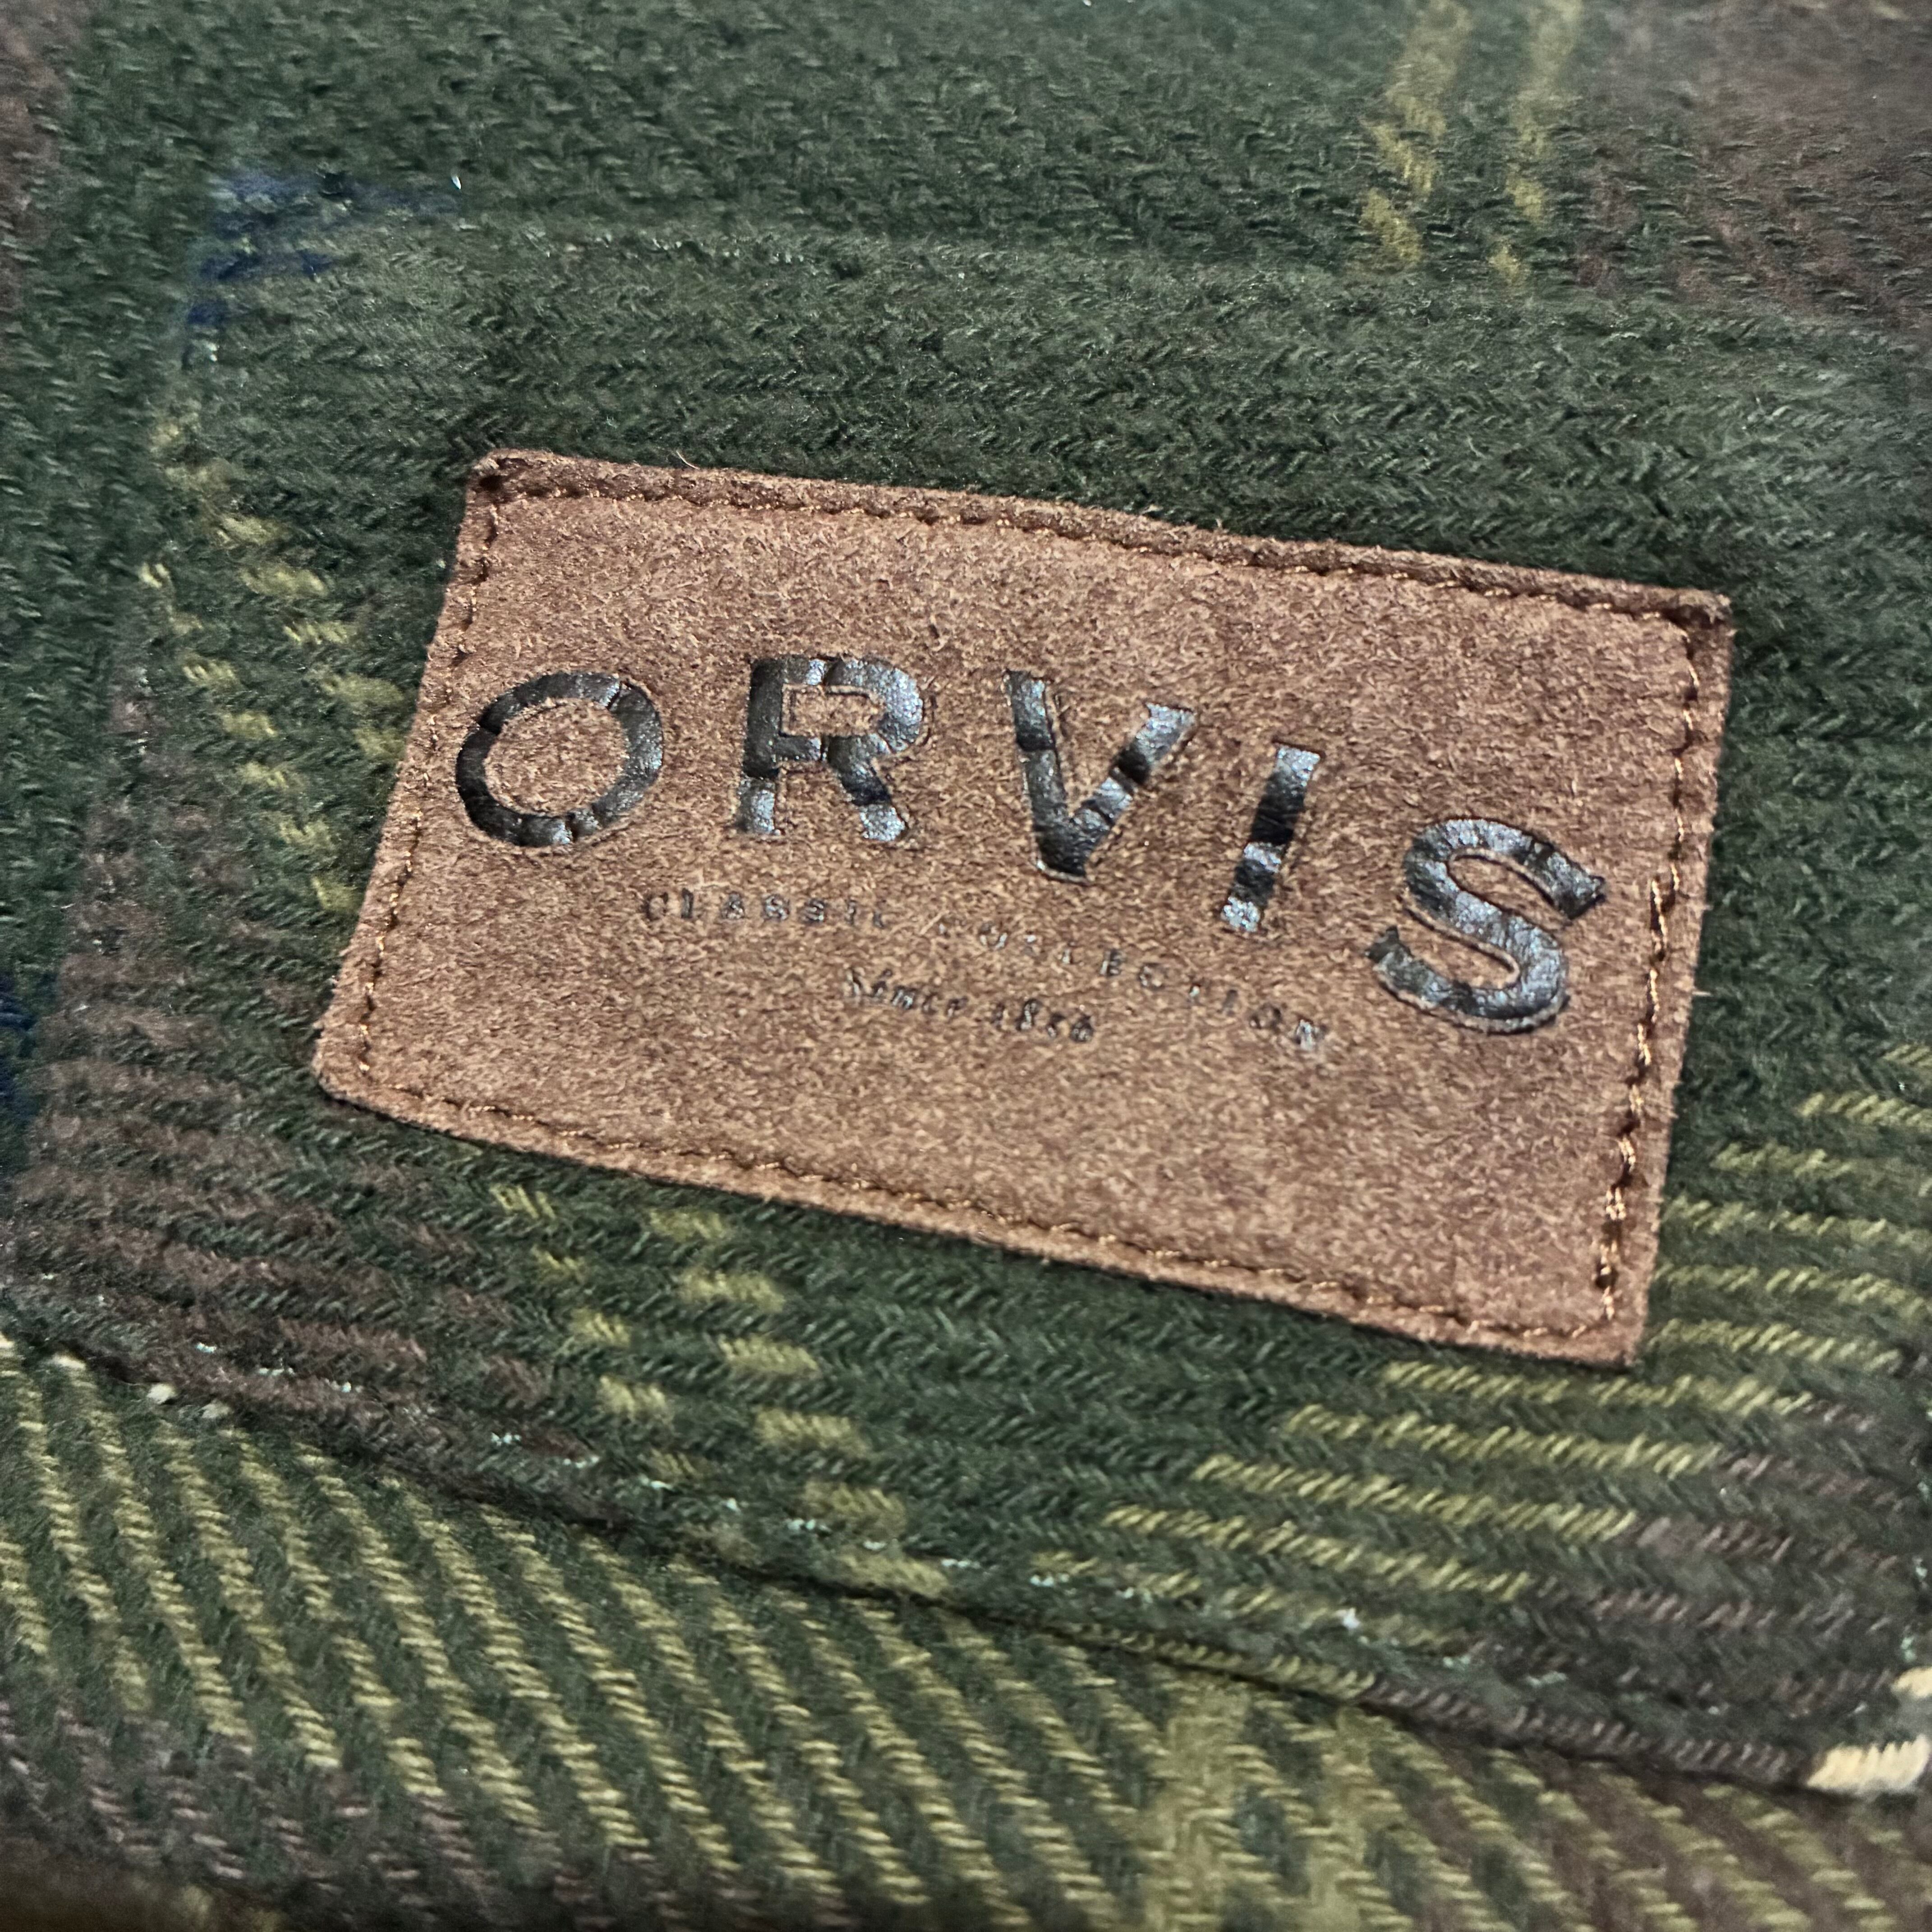 ORVIS
CLASSIC COLLECTION
Since 1856